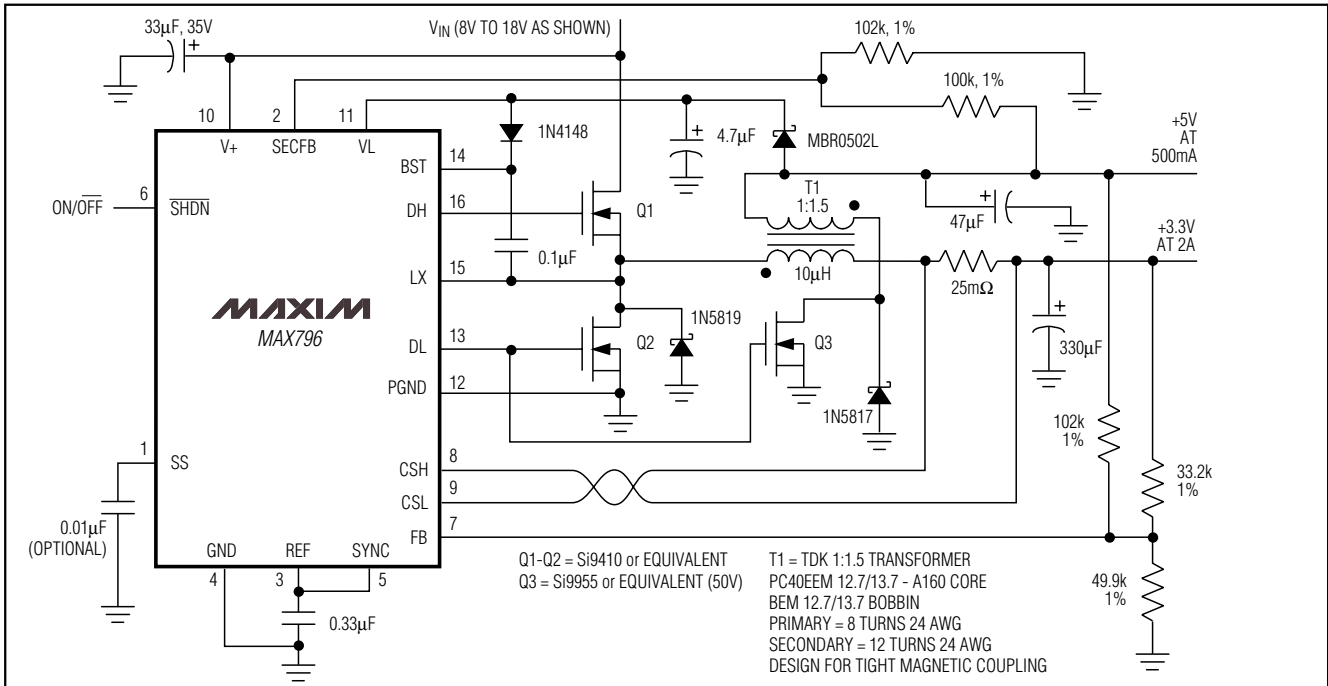 33µF, 35V
+
VIN (8V TO 18V AS SHOWN)
102k, 1%
100k, 1%
10
2
11
V+
SECFB
VL
1N4148
+
4.7µF
MBR0502L
+5V
AT
500mA
BST
14
6
ON/OFF
SHDN
DH
16
Q1
T1
1:1.5
+
47µF
+3.3V
AT 2A
0.1µF
LX
15
10µH
25mΩ
MAXIM
MAX796
1N5819
+
330µF
DL
13
Q2
Q3
PGND
12
1N5817
102k
1%
33.2k
1%
1
SS
CSH
8
CSL
9
0.01µF
(OPTIONAL)
FB
7
GND
REF
SYNC
4
3
5
0.33µF
Q1-Q2 = Si9410 or EQUIVALENT
Q3 = Si9955 or EQUIVALENT (50V)
T1 = TDK 1:1.5 TRANSFORMER
PC40EEM 12.7/13.7 - A160 CORE
BEM 12.7/13.7 BOBBIN
PRIMARY = 8 TURNS 24 AWG
SECONDARY = 12 TURNS 24 AWG
DESIGN FOR TIGHT MAGNETIC COUPLING
49.9k
1%